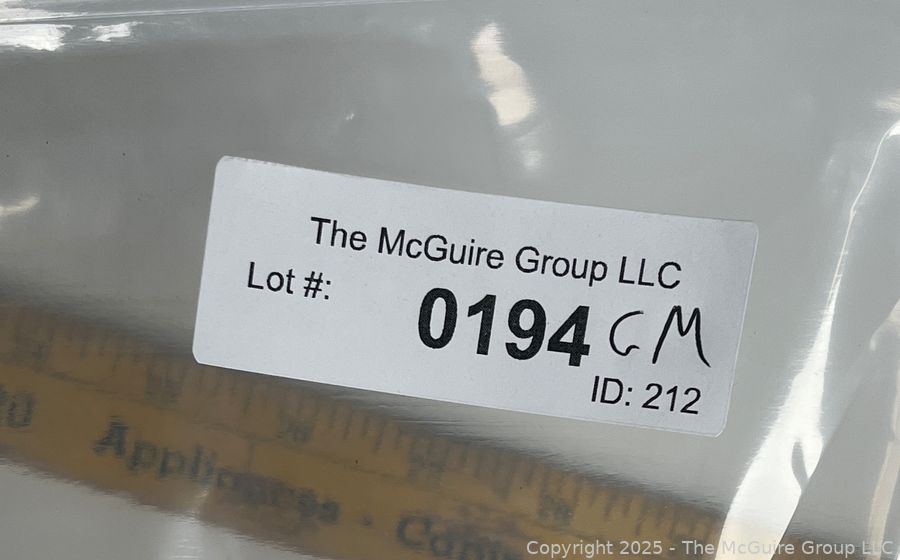 The McGuire Group LLC
Lot #:
0194 GM
ID: 212
Appliances ·
Copyright 2025 - The McGuire Group LLC